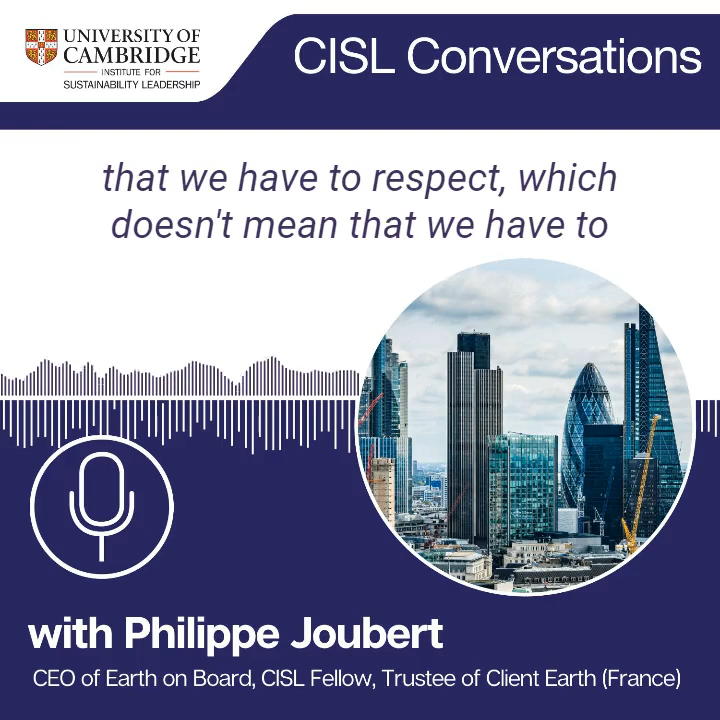 UNIVERSITY OF
CAMBRIDGE
INSTITUTE FOR
SUSTAINABILITY LEADERSHIP
CISL Conversations
that we have to respect, which
doesn't mean that we have to
with Philippe Joubert
CEO of Earth on Board, CISL Fellow, Trustee of Client Earth (France)